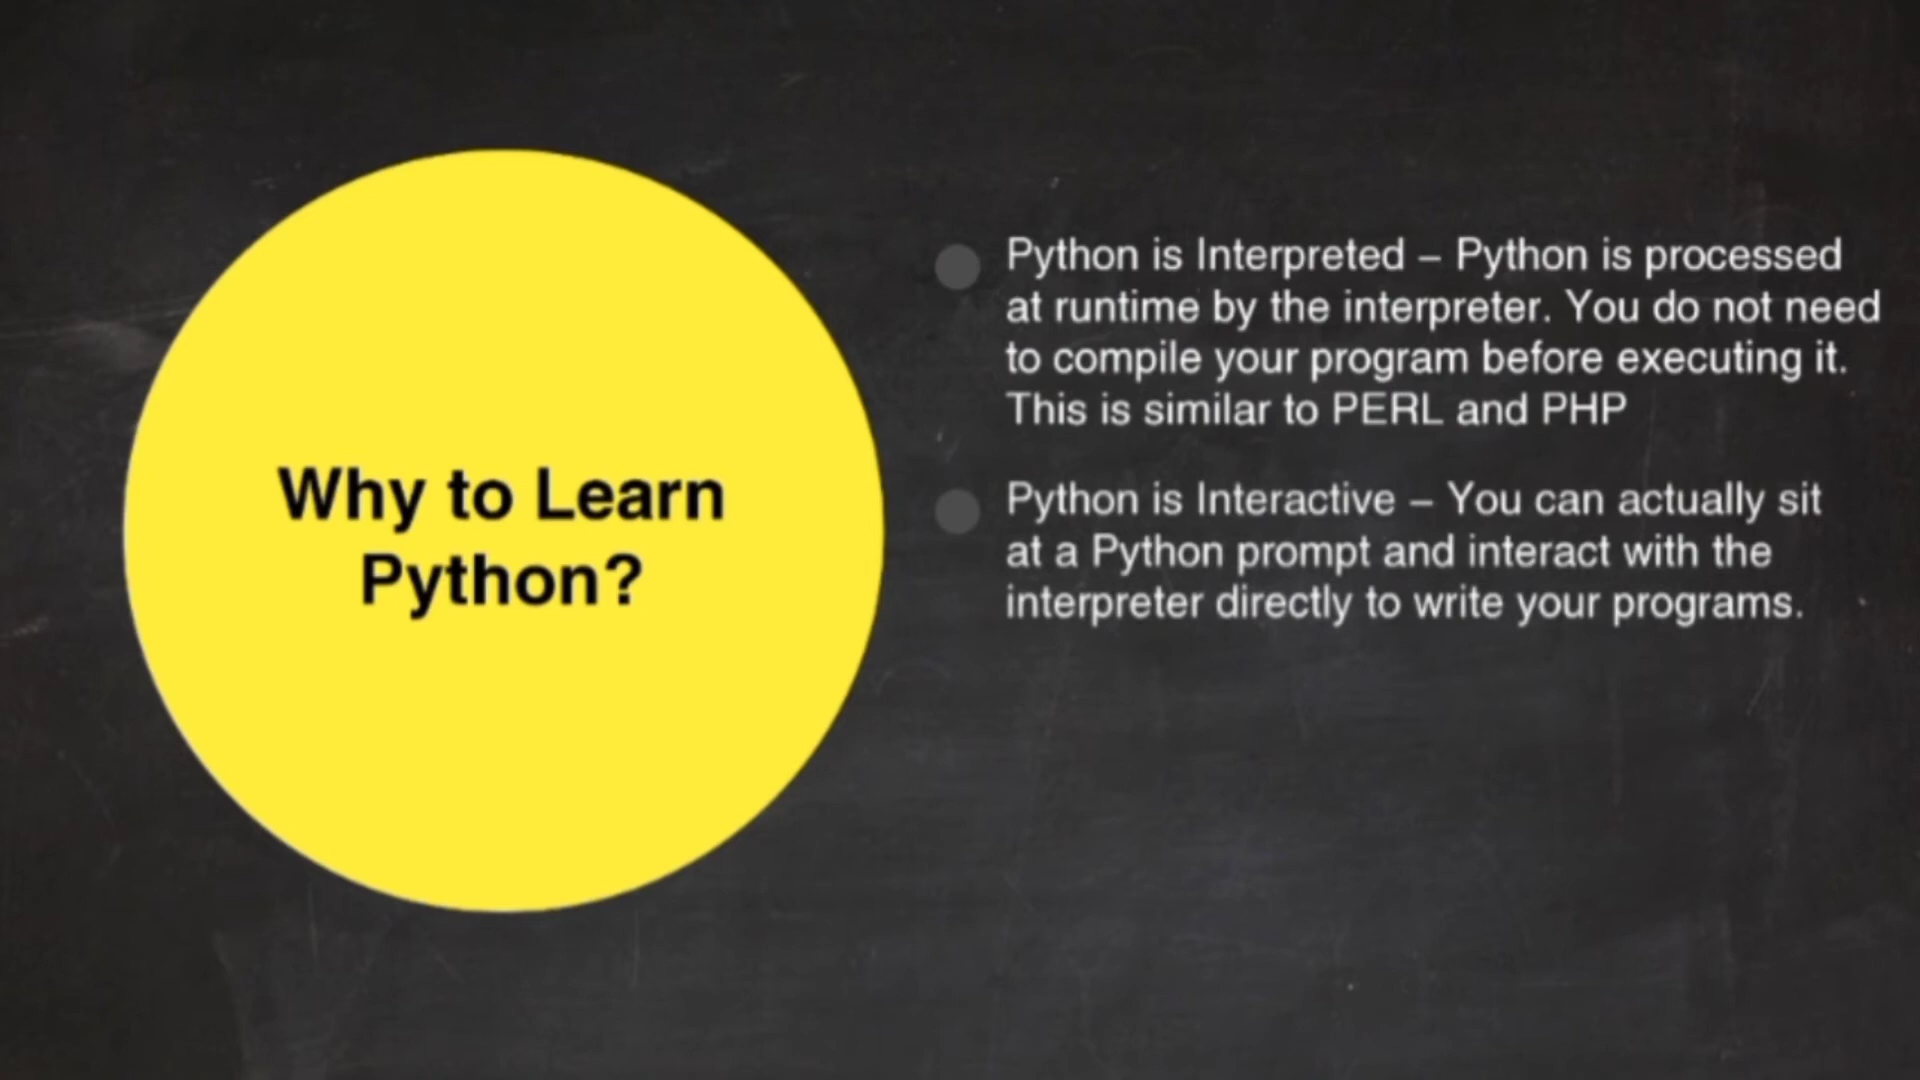 Why to Learn
Python?
Python is Interpreted – Python is processed
at runtime by the interpreter. You do not need
to compile your program before executing it.
This is similar to PERL and PHP
Python is Interactive – You can actually sit
at a Python prompt and interact with the
interpreter directly to write your programs.